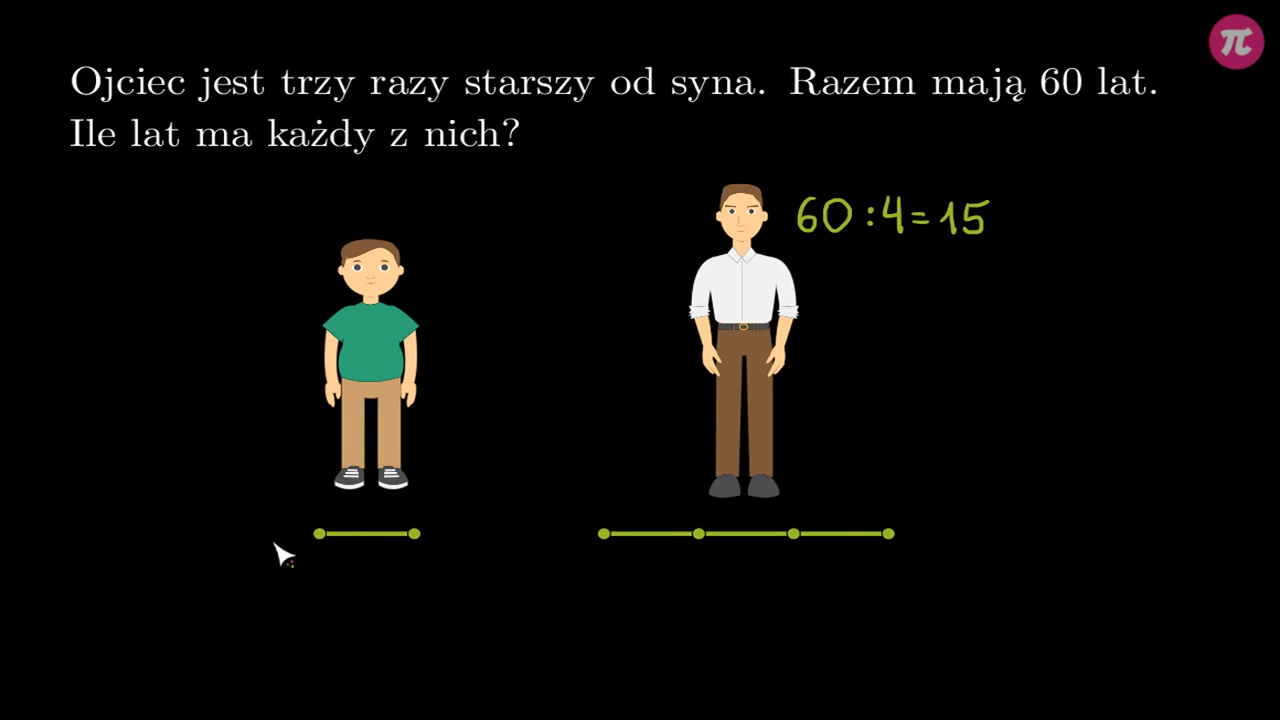 π
Ojciec jest trzy razy starszy od syna. Razem mają 60 lat.
Ile lat ma każdy z nich?
60 : 4 = 15